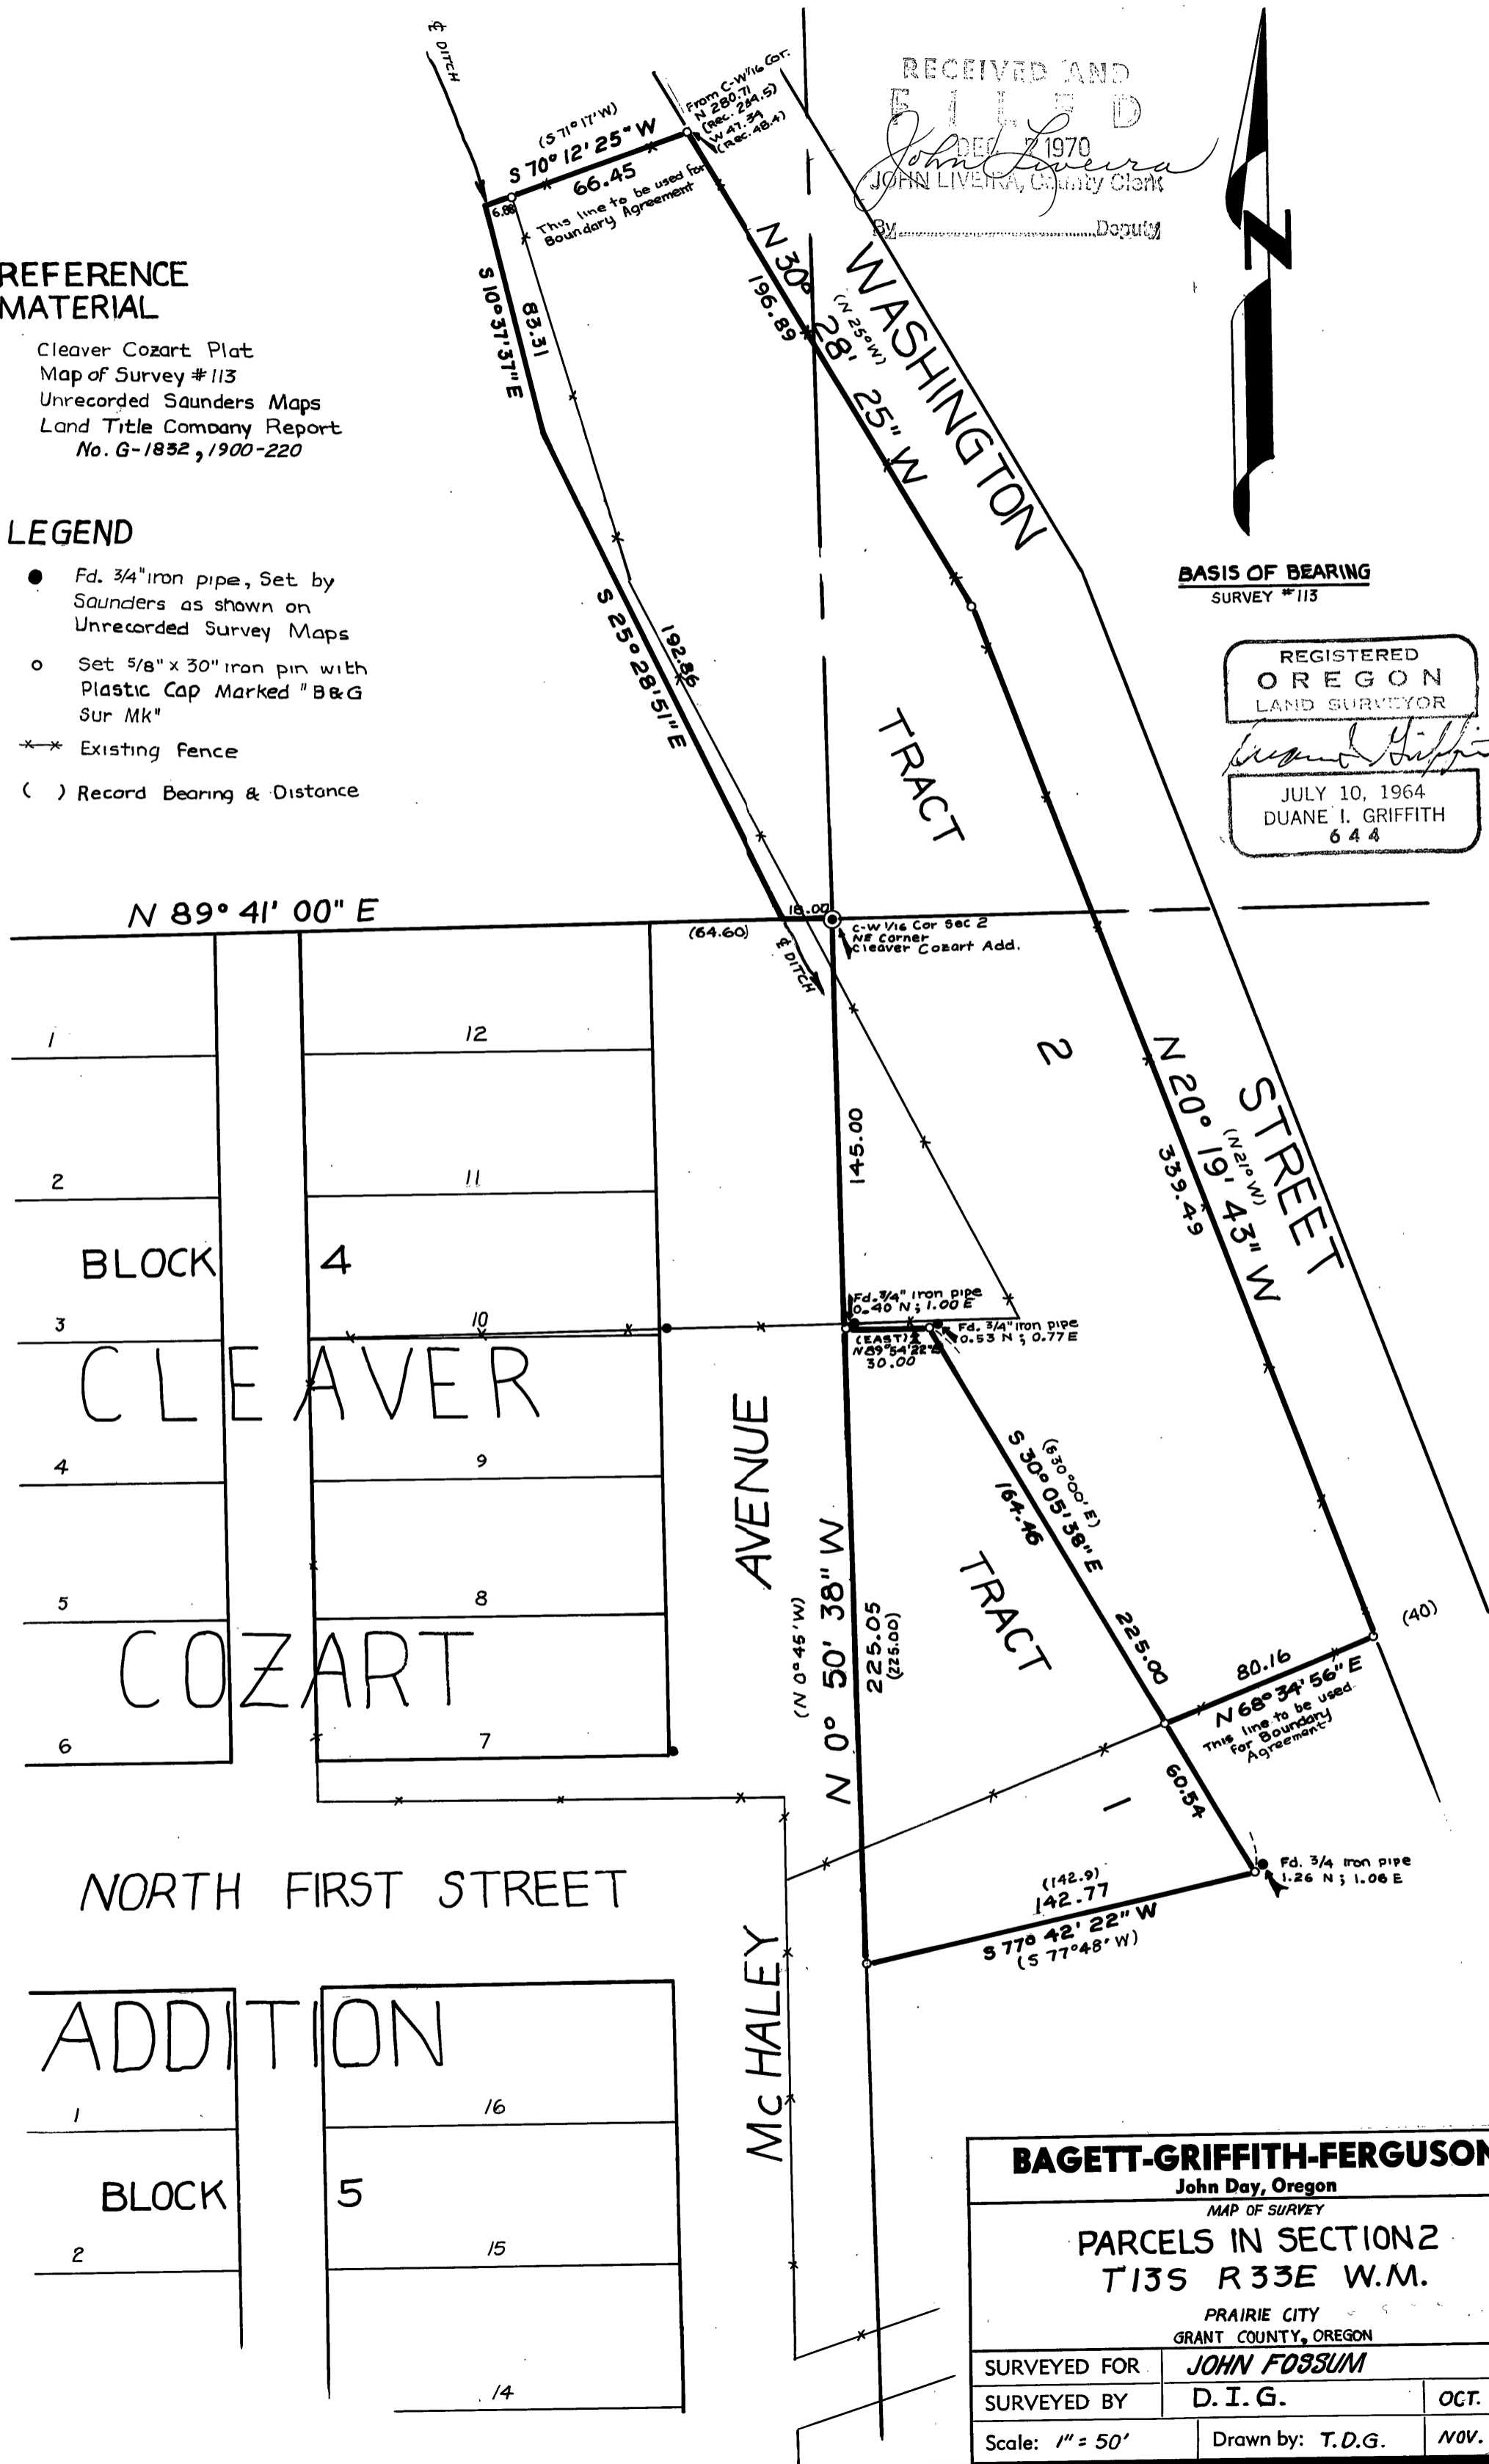 RECEIVED AND
FILED
DEC 7 1970
JOHN LIVEIRA, County Clerk
By Deputy
℄ DITCH
(S 71° 17' W)
S 70° 12' 25" W
66.45
6.88
This line to be used for
Boundary Agreement
From C-W 1/16 Cor.
N 280.71
(Rec. 284.5)
W 47.34
(Rec. 48.4)
REFERENCE
MATERIAL
Cleaver Cozart Plat
Map of Survey #113
Unrecorded Saunders Maps
Land Title Company Report
No. G-1832, 1900-220
LEGEND
Fd. 3/4" iron pipe, Set by
Saunders as shown on
Unrecorded Survey Maps
Set 5/8" x 30" iron pin with
Plastic Cap Marked "B&G
Sur Mk"
Existing fence
( ) Record Bearing & Distance
S 10° 37' 37" E
83.31
N 30° 28' 25" W
196.89
(N 25° W)
WASHINGTON
S 25° 28' 51" E
192.86
TRACT
2
N
BASIS OF BEARING
SURVEY #113
REGISTERED
OREGON
LAND SURVEYOR
JULY 10, 1964
DUANE I. GRIFFITH
644
N 89° 41' 00" E
(64.60)
18.00
℄ DITCH
C-W 1/16 Cor Sec 2
NE Corner
Cleaver Cozart Add.
145.00
N 20° 19' 43" W
(N 21° W)
339.49
STREET
1
12
2
11
BLOCK 4
3
10
CLEAVER
4
9
5
8
COZART
6
7
Fd. 3/4" iron pipe
0.40 N; 1.00 E
(EAST)
N 89° 54' 22" E
30.00
Fd. 3/4" iron pipe
0.53 N; 0.77 E
AVENUE
(S 30° 00' E)
S 30° 05' 38" E
164.46
225.00
TRACT
1
(N 0° 45' W)
N 0° 50' 38" W
225.05
(225.00)
(40)
80.16
N 68° 34' 56" E
This line to be used
for Boundary
Agreement
60.54
Fd. 3/4 iron pipe
1.26 N; 1.06 E
(142.9)
142.77
S 77° 42' 22" W
(S 77° 48' W)
NORTH FIRST STREET
McHALEY
ADDITION
1
16
BLOCK 5
2
15
14
BAGETT-GRIFFITH-FERGUSON
John Day, Oregon
MAP OF SURVEY
PARCELS IN SECTION 2
T13S R33E W.M.
PRAIRIE CITY
GRANT COUNTY, OREGON
SURVEYED FOR JOHN FOSSUM
SURVEYED BY D.I.G. OCT.
Scale: 1" = 50' Drawn by: T.D.G. NOV.